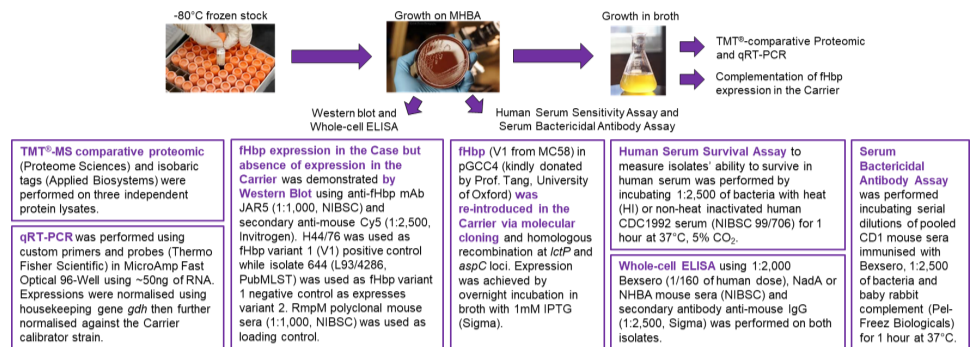 -80°C frozen stock
Growth on MHBA
Growth in broth
TMT®-comparative Proteomic
and qRT-PCR
Complementation of fHbp
expression in the Carrier
Western blot and
Whole-cell ELISA
Human Serum Sensitivity Assay and
Serum Bactericidal Antibody Assay
TMT®-MS comparative proteomic
(Proteome Sciences) and isobaric
tags (Applied Biosystems) were
performed on three independent
protein lysates.
qRT-PCR was performed using
custom primers and probes (Thermo
Fisher Scientific) in MicroAmp Fast
Optical 96-Well using ~50ng of RNA.
Expressions were normalised using
housekeeping gene gdh then further
normalised against the Carrier
calibrator strain.
fHbp expression in the Case but
absence of expression in the
Carrier was demonstrated by
Western Blot using anti-fHbp mAb
JAR5 (1:1,000, NIBSC) and
secondary anti-mouse Cy5 (1:2,500,
Invitrogen). H44/76 was used as
fHbp variant 1 (V1) positive control
while isolate 644 (L93/4286,
PubMLST) was used as fHbp variant
1 negative control as expresses
variant 2. RmpM polyclonal mouse
sera (1:1,000, NIBSC) was used as
loading control.
fHbp (V1 from MC58) in
pGCC4 (kindly donated
by Prof. Tang, University
of Oxford) was
re-introduced in the
Carrier via molecular
cloning and homologous
recombination at lctP and
aspC loci. Expression
was achieved by
overnight incubation in
broth with 1mM IPTG
(Sigma).
Human Serum Survival Assay to
measure isolates' ability to survive in
human serum was performed by
incubating 1:2,500 of bacteria with heat
(HI) or non-heat inactivated human
CDC1992 serum (NIBSC 99/706) for 1
hour at 37°C, 5% CO₂.
Whole-cell ELISA using 1:2,000
Bexsero (1/160 of human dose), NadA or
NHBA mouse sera (NIBSC) and
secondary antibody anti-mouse IgG
(1:2,500, Sigma) was performed on both
isolates.
Serum
Bactericidal
Antibody Assay
was performed
incubating serial
dilutions of pooled
CD1 mouse sera
immunised with
Bexsero, 1:2,500
of bacteria and
baby rabbit
complement (Pel-
Freez Biologicals)
for 1 hour at 37°C.